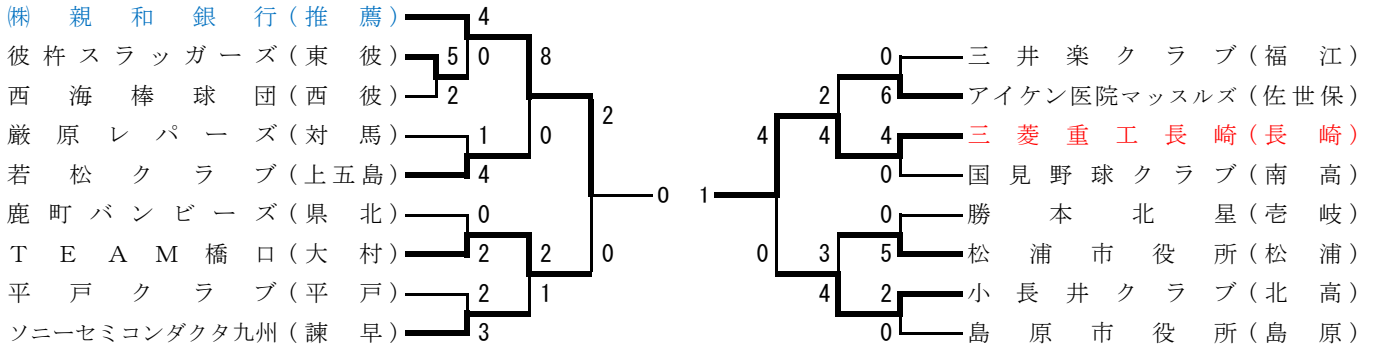 ㈱親和銀行(推薦) 4
彼杵スラッガーズ(東彼) 5 0 8
西海棒球団(西彼) 2
2
厳原レパーズ(対馬) 1 0
若松クラブ(上五島) 4
0
鹿町バンビーズ(県北) 0
TEAM橋口(大村) 2 2 0
平戸クラブ(平戸) 2 1
ソニーセミコンダクタ九州(諫早) 3
0 三井楽クラブ(福江)
2 6 アイケン医院マッスルズ(佐世保)
4 4 4 三菱重工長崎(長崎)
0 国見野球クラブ(南高)
1
0 勝本北星(壱岐)
0 3 5 松浦市役所(松浦)
4 2 小長井クラブ(北高)
0 島原市役所(島原)